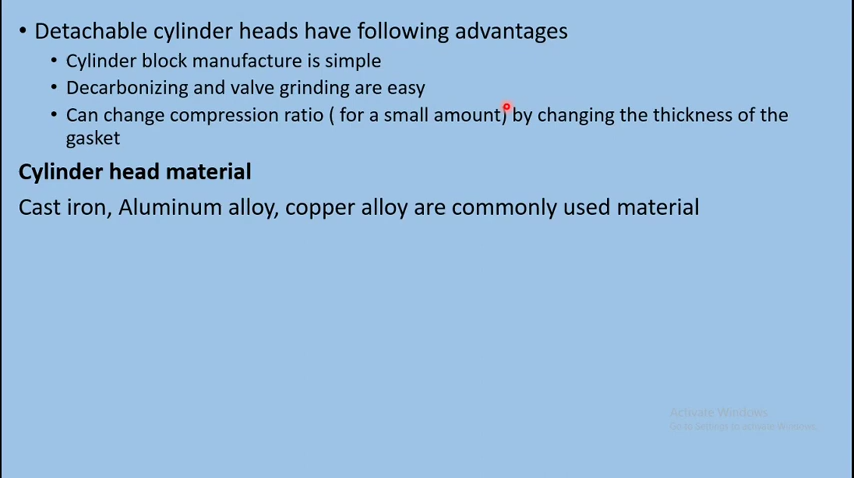 • Detachable cylinder heads have following advantages
• Cylinder block manufacture is simple
• Decarbonizing and valve grinding are easy
• Can change compression ratio ( for a small amount) by changing the thickness of the
gasket
Cylinder head material
Cast iron, Aluminum alloy, copper alloy are commonly used material
Activate Windows
Go to Settings to activate Windows.